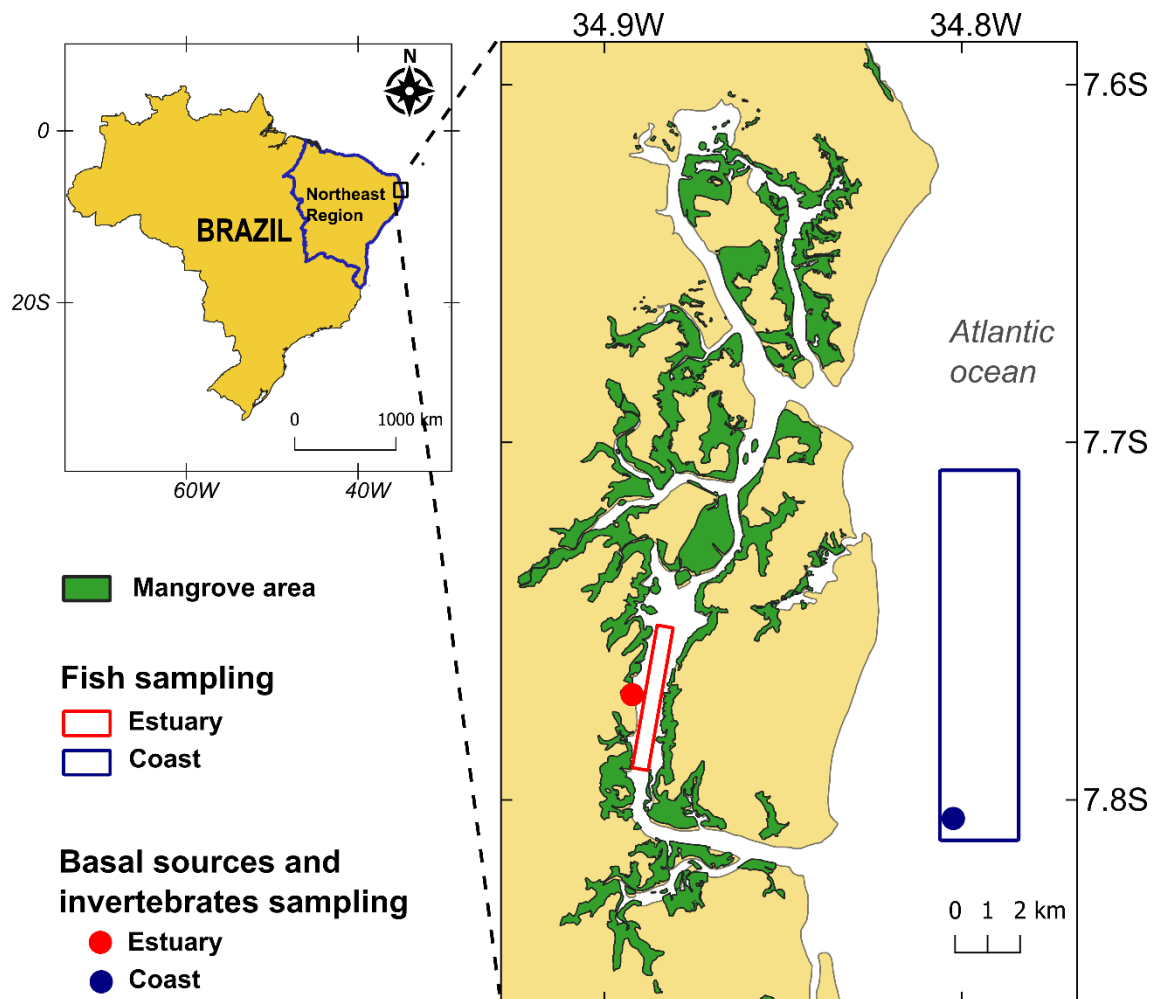 34.9W
34.8W
N
0
20S
Northeast
Region
BRAZIL
0
1000 km
60W
40W
7.6S
7.7S
7.8S
Atlantic
ocean
0 1 2 km
Mangrove area
Fish sampling
Estuary
Coast
Basal sources and
invertebrates sampling
Estuary
Coast